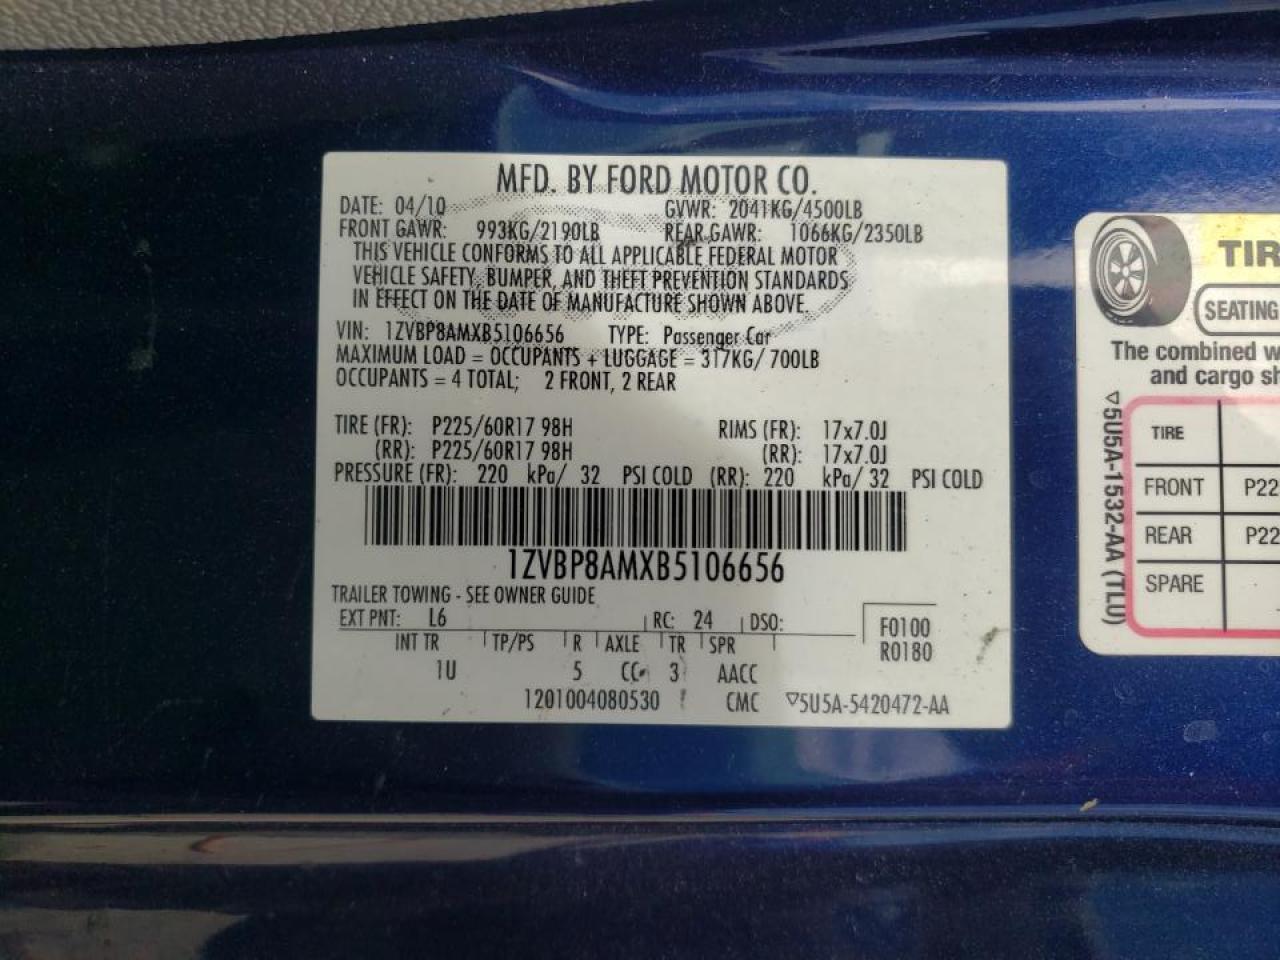 MFD. BY FORD MOTOR CO.
DATE: 04/10 GVWR: 2041KG/4500LB
FRONT GAWR: 993KG/2190LB REAR GAWR: 1066KG/2350LB
THIS VEHICLE CONFORMS TO ALL APPLICABLE FEDERAL MOTOR
VEHICLE SAFETY, BUMPER, AND THEFT PREVENTION STANDARDS
IN EFFECT ON THE DATE OF MANUFACTURE SHOWN ABOVE.
VIN: 1ZVBP8AMXB5106656 TYPE: Passenger Car
MAXIMUM LOAD = OCCUPANTS + LUGGAGE = 317KG/ 700LB
OCCUPANTS = 4 TOTAL; 2 FRONT, 2 REAR
TIRE (FR): P225/60R17 98H RIMS (FR): 17x7.0J
(RR): P225/60R17 98H (RR): 17x7.0J
PRESSURE (FR): 220 kPa/ 32 PSI COLD (RR): 220 kPa/ 32 PSI COLD
1ZVBP8AMXB5106656
TRAILER TOWING - SEE OWNER GUIDE
EXT PNT: L6 RC: 24 DSO:
F0100
R0180
INT TR TP/PS R AXLE TR SPR
1U 5 CC 3 AACC
1201004080530 CMC ▽5U5A-5420472-AA
TIR
SEATING
The combined w
and cargo sh
TIRE
FRONT P22
REAR P22
SPARE
▽5U5A-1532-AA (TLU)